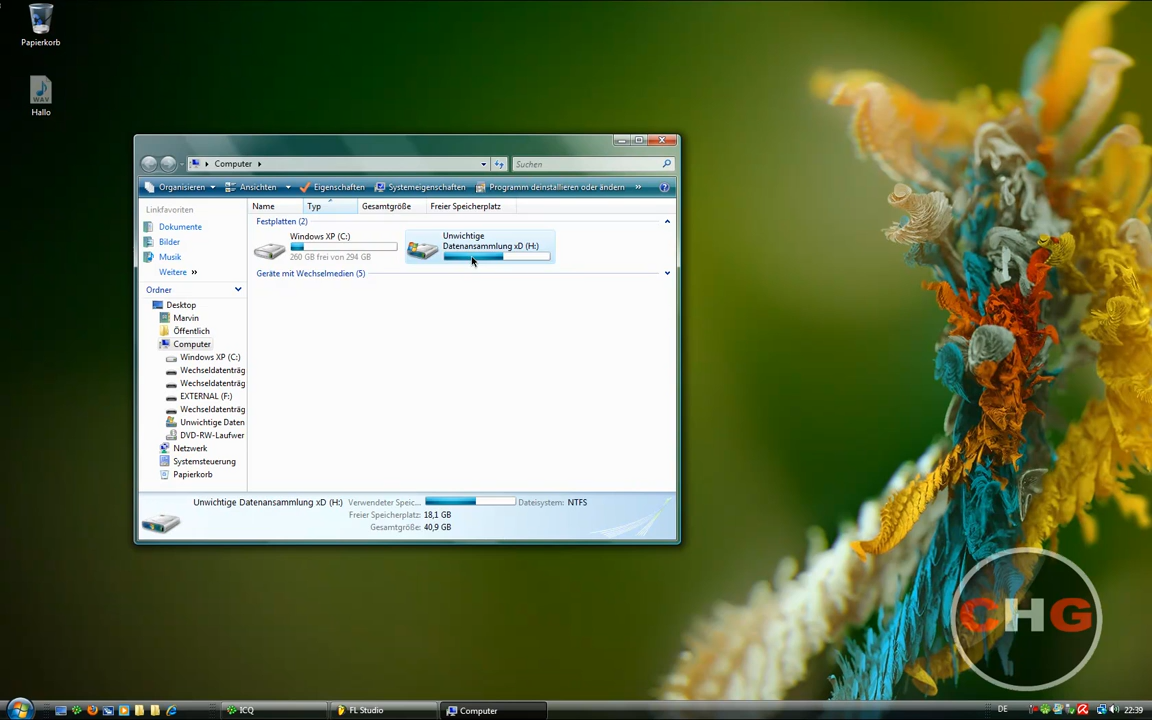 Papierkorb
WAV
Hallo
Computer
Suchen
Organisieren
Ansichten
Eigenschaften
Systemeigenschaften
Programm deinstallieren oder ändern
»
Name
Typ
Gesamtgröße
Freier Speicherplatz
Linkfavoriten
Dokumente
Bilder
Musik
Weitere »
Ordner
Desktop
Marvin
Öffentlich
Computer
Windows XP (C:)
Wechseldatenträg
Wechseldatenträg
EXTERNAL (F:)
Wechseldatenträg
Unwichtige Daten
DVD-RW-Laufwer
Netzwerk
Systemsteuerung
Papierkorb
Festplatten (2)
Windows XP (C:)
260 GB frei von 294 GB
Unwichtige
Datenansammlung xD (H:)
Geräte mit Wechselmedien (5)
Unwichtige Datenansammlung xD (H:)
Verwendeter Speic...
Dateisystem: NTFS
Freier Speicherplatz: 18,1 GB
Gesamtgröße: 40,9 GB
CHG
ICQ
FL Studio
Computer
DE
22:39